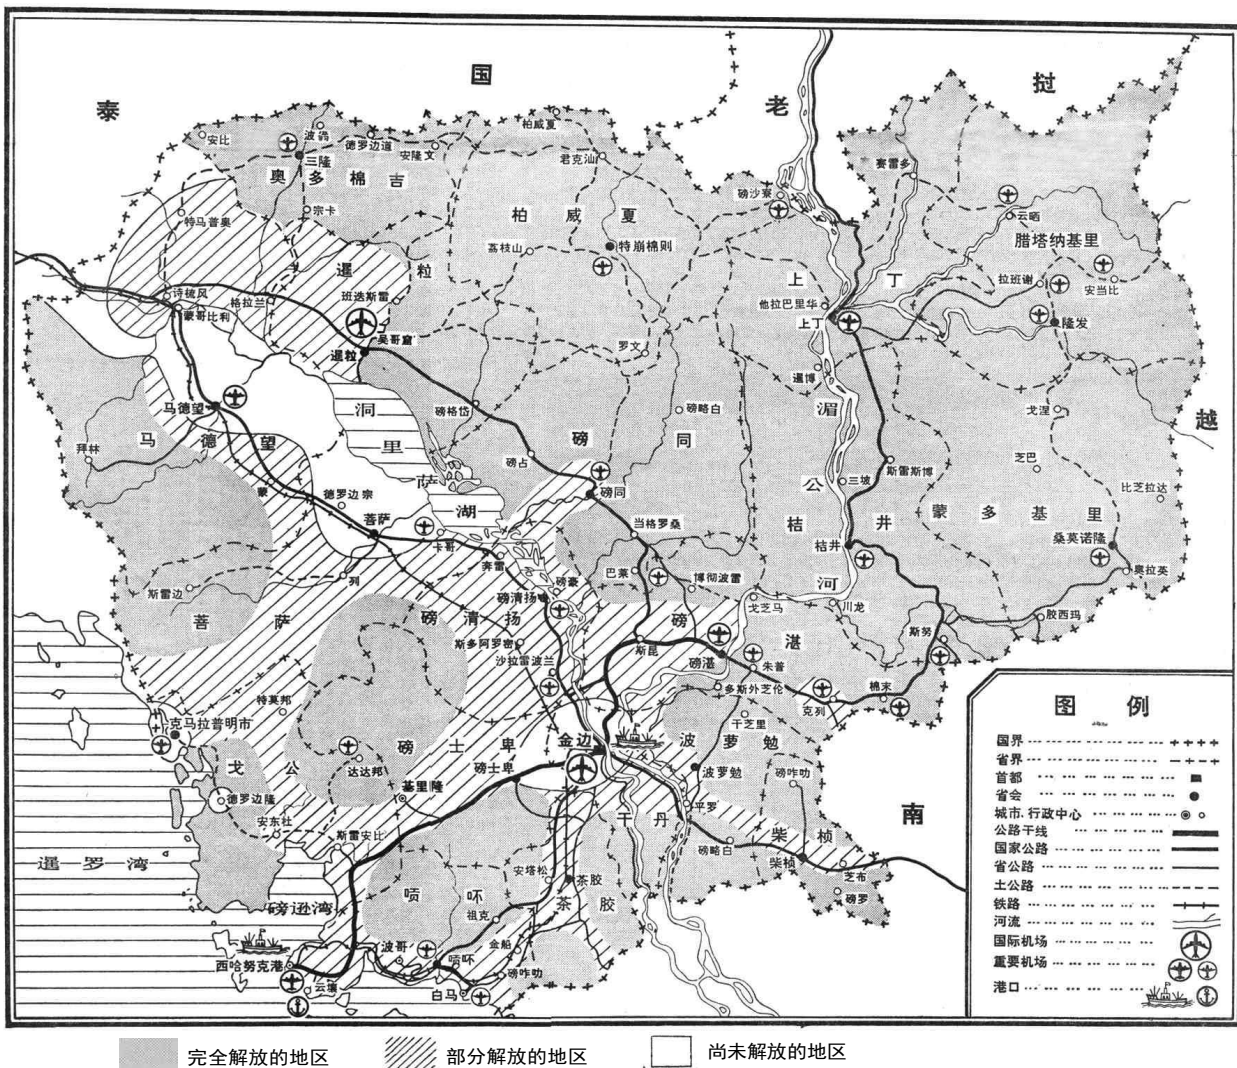 泰
国
老
挝
越
南
安比
波鸽
三隆
德罗边道
安隆文
柏威夏
君克汕
奥多棉吉
宗卡
特马普奥
柏威夏
荔枝山
特崩棉则
磅沙寮
赛雷多
云晒
腊塔纳基里
拉班谢
安当比
隆发
上丁
他拉巴里华
上丁
暹粒
班迭斯雷
诗梳风
格拉兰
蒙哥比利
吴哥窟
暹粒
罗文
暹博
戈涅
马德望
马德望
拜林
磅格岱
磅略白
磅同
磅占
磅同
洞里萨湖
湄公河
斯雷斯博
三坡
芝巴
比芝拉达
蒙多基里
桑莫诺隆
奥拉英
桔井
桔井
蒙
德罗边宗
菩萨
卡哥
奔雷
当格罗桑
巴莱
博彻波雷
戈芝马
川龙
斯努
胶西玛
列
斯雷边
菩萨
磅清扬
磅豪
磅清扬
斯多阿罗密
沙拉雷波兰
斯昆
磅湛
磅湛
朱普
棉末
克列
多斯外芝伦
干芝里
特莫邦
克马拉普明市
戈公
德罗边隆
达达邦
磅士卑
磅士卑
基里隆
金边
波萝勉
波萝勉
磅咋叻
平罗
干丹
安东杜
斯雷安比
暹罗湾
磅逊湾
磅略白
柴桢
柴桢
芝布
磅罗
安塔松
茶胶
茶胶
祖克
贡呠
金船
波哥
贡呠
磅咋叻
白马
西哈努克港
云壤
图例
国界
省界
首都
省会
城市、行政中心
公路干线
国家公路
省公路
土公路
铁路
河流
国际机场
重要机场
港口
完全解放的地区
部分解放的地区
尚未解放的地区